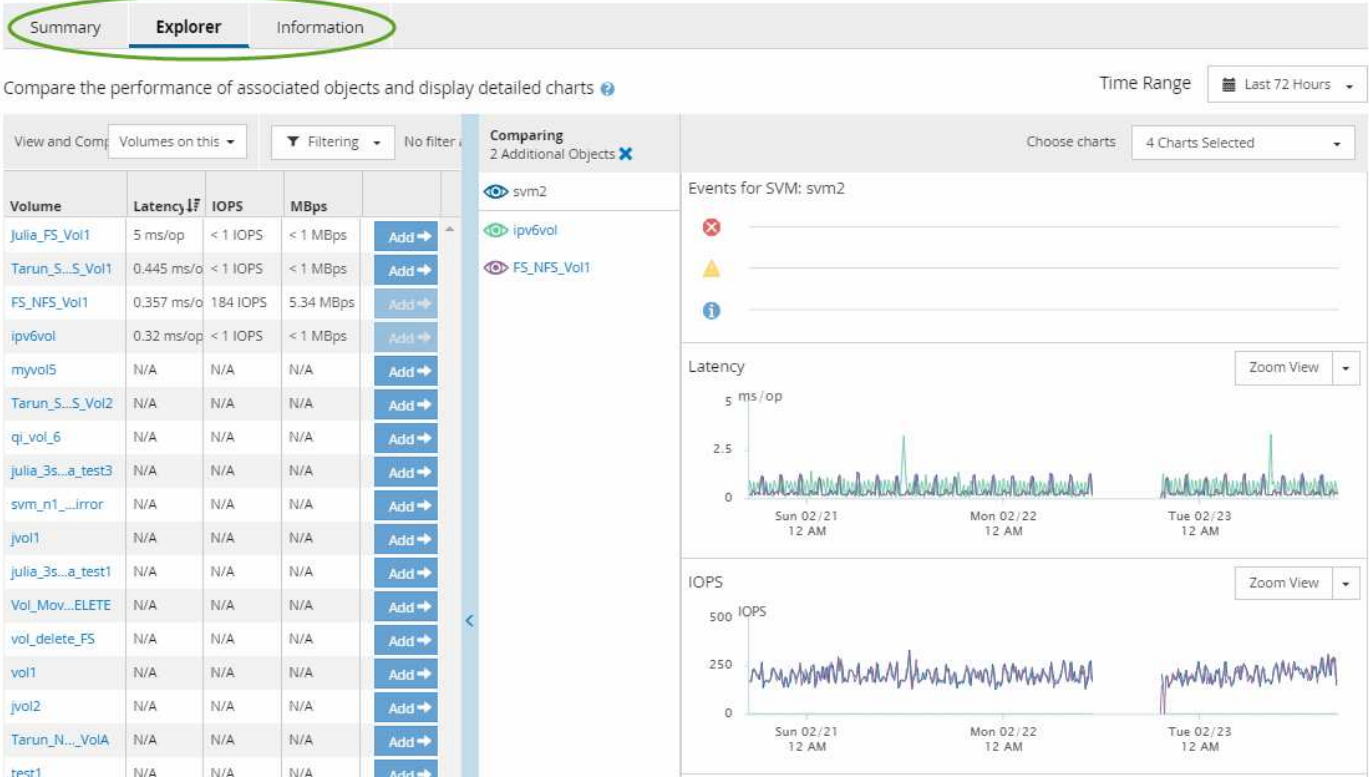 Summary Explorer Information
Compare the performance of associated objects and display detailed charts ?
Time Range Last 72 Hours
View and Comp Volumes on this Filtering No filter
Comparing
2 Additional Objects
Choose charts 4 Charts Selected
Volume Latency IOPS MBps
Julia_FS_Vol1 5 ms/op < 1 IOPS < 1 MBps Add
Tarun_S...S_Vol1 0.445 ms/o < 1 IOPS < 1 MBps Add
FS_NFS_Vol1 0.357 ms/o 184 IOPS 5.34 MBps Add
ipv6vol 0.32 ms/op < 1 IOPS < 1 MBps Add
myvol5 N/A N/A N/A Add
Tarun_S...S_Vol2 N/A N/A N/A Add
qi_vol_6 N/A N/A N/A Add
julia_3s...a_test3 N/A N/A N/A Add
svm_n1_...irror N/A N/A N/A Add
jvol1 N/A N/A N/A Add
julia_3s...a_test1 N/A N/A N/A Add
Vol_Mov...ELETE N/A N/A N/A Add
vol_delete_FS N/A N/A N/A Add
vol1 N/A N/A N/A Add
jvol2 N/A N/A N/A Add
Tarun_N..._VolA N/A N/A N/A Add
test1 N/A N/A N/A Add
svm2
ipv6vol
FS_NFS_Vol1
Events for SVM: svm2
Latency Zoom View
5 ms/op
2.5
0
Sun 02/21 Mon 02/22 Tue 02/23
12 AM 12 AM 12 AM
IOPS Zoom View
500 IOPS
250
0
Sun 02/21 Mon 02/22 Tue 02/23
12 AM 12 AM 12 AM